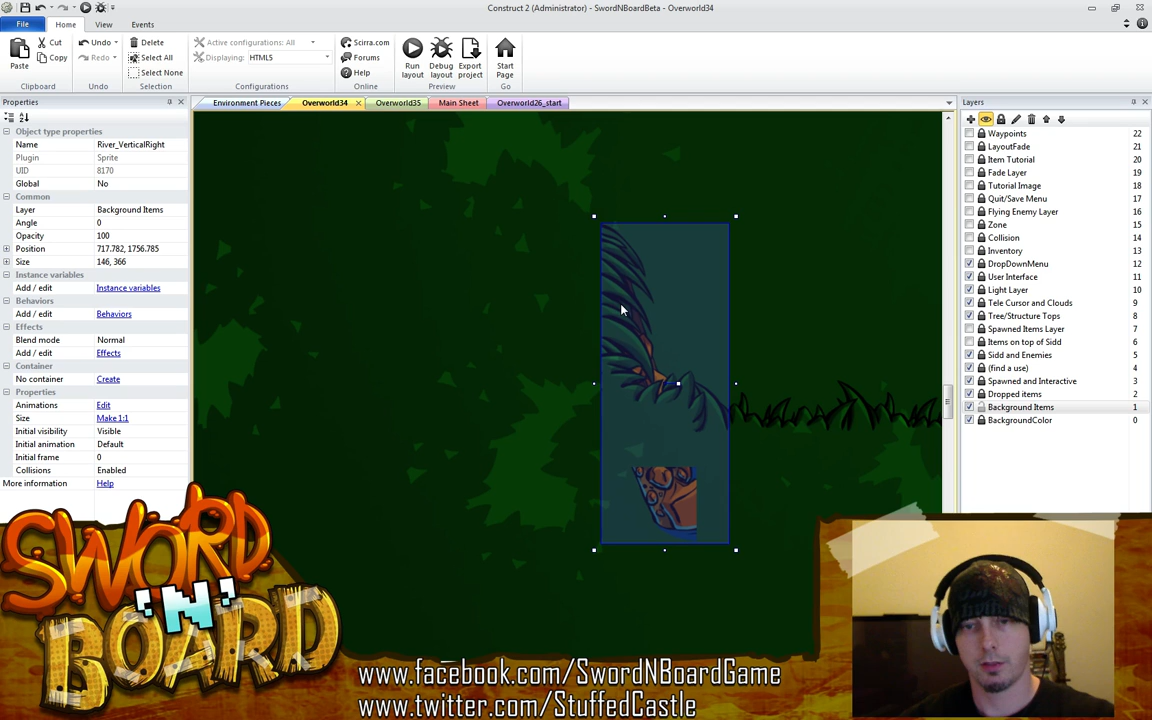 Construct 2 (Administrator) - SwordNBoardBeta - Overworld34
File Home View Events
Paste Cut Copy
Undo Redo
Delete Select All Select None
Active configurations: All
Displaying: HTML5
Scirra.com Forums Help
Run layout Debug layout Export project
Start Page
Clipboard Undo Selection Configurations Online Preview Go
Properties
Environment Pieces Overworld34 Overworld35 Main Sheet Overworld26_start
Layers
Object type properties
Name River_VerticalRight
Plugin Sprite
UID 8170
Global No
Common
Layer Background Items
Angle 0
Opacity 100
Position 717.782, 1756.785
Size 146, 366
Instance variables
Add / edit Instance variables
Behaviors
Add / edit Behaviors
Effects
Blend mode Normal
Add / edit Effects
Container
No container Create
Properties
Animations Edit
Size Make 1:1
Initial visibility Visible
Initial animation Default
Initial frame 0
Collisions Enabled
More information Help
Waypoints 22
LayoutFade 21
Item Tutorial 20
Fade Layer 19
Tutorial Image 18
Quit/Save Menu 17
Flying Enemy Layer 16
Zone 15
Collision 14
Inventory 13
DropDownMenu 12
User Interface 11
Light Layer 10
Tele Cursor and Clouds 9
Tree/Structure Tops 8
Spawned Items Layer 7
Items on top of Sidd 6
Sidd and Enemies 5
(find a use) 4
Spawned and Interactive 3
Dropped items 2
Background Items 1
BackgroundColor 0
SWORD
'N'
BOARD
www.facebook.com/SwordNBoardGame
www.twitter.com/StuffedCastle